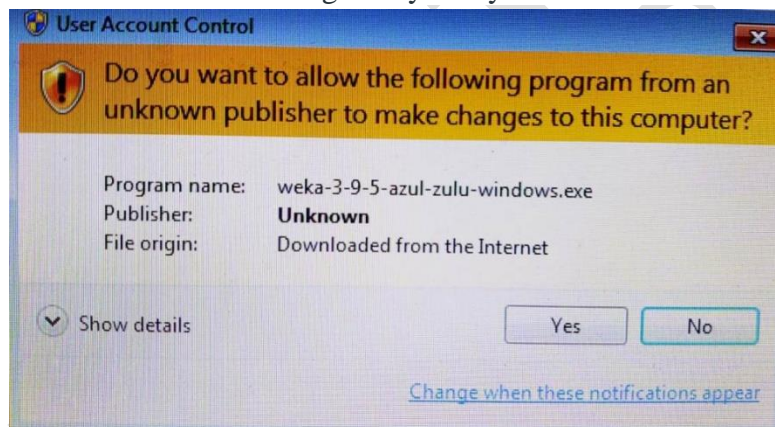 User Account Control
Do you want to allow the following program from an
unknown publisher to make changes to this computer?
Program name: weka-3-9-5-azul-zulu-windows.exe
Publisher: Unknown
File origin: Downloaded from the Internet
Show details
Yes No
Change when these notifications appear